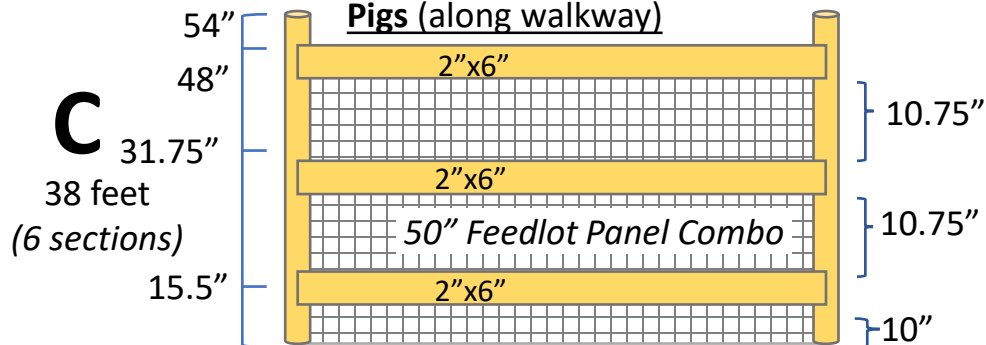 Pigs (along walkway)
54”
48”
2”x6”
C
10.75”
31.75”
38 feet
2”x6”
(6 sections)
50” Feedlot Panel Combo
10.75”
15.5”
2”x6”
10”